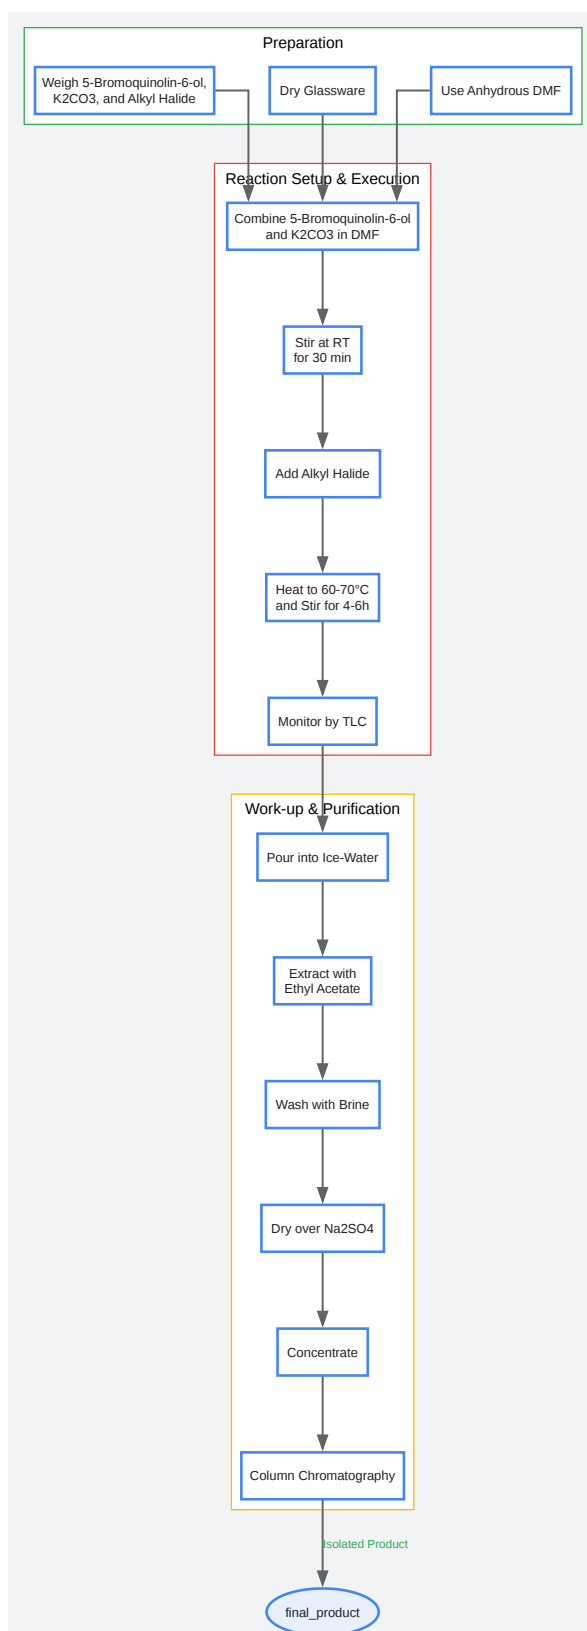 Preparation
Weigh 5-Bromoquinolin-6-ol,
K2CO3, and Alkyl Halide
Dry Glassware
Use Anhydrous DMF
Reaction Setup & Execution
Combine 5-Bromoquinolin-6-ol
and K2CO3 in DMF
Stir at RT
for 30 min
Add Alkyl Halide
Heat to 60-70°C
and Stir for 4-6h
Monitor by TLC
Work-up & Purification
Pour into Ice-Water
Extract with
Ethyl Acetate
Wash with Brine
Dry over Na2SO4
Concentrate
Column Chromatography
Isolated Product
final_product